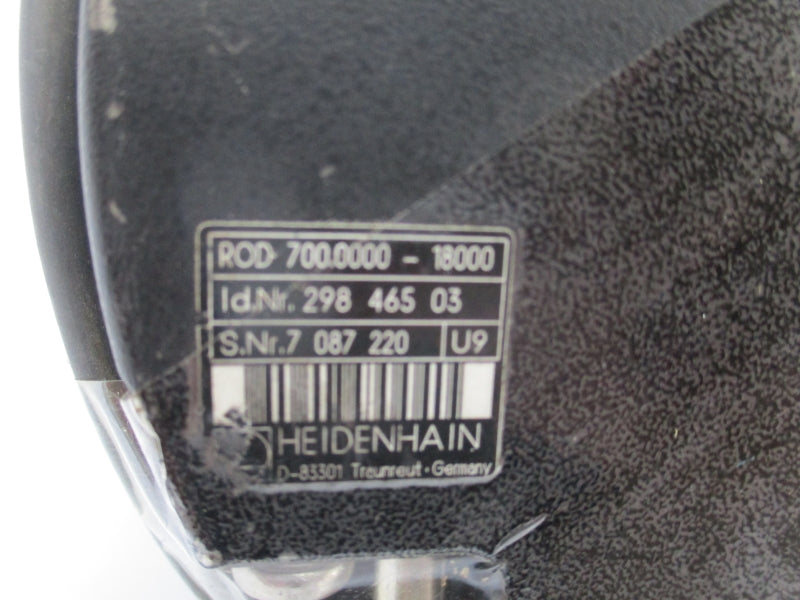 ROD 700.0000 - 18000
Id.Nr. 298 465 03
S.Nr. 7 087 220 U9
HEIDENHAIN
D-83301 Traunreut · Germany